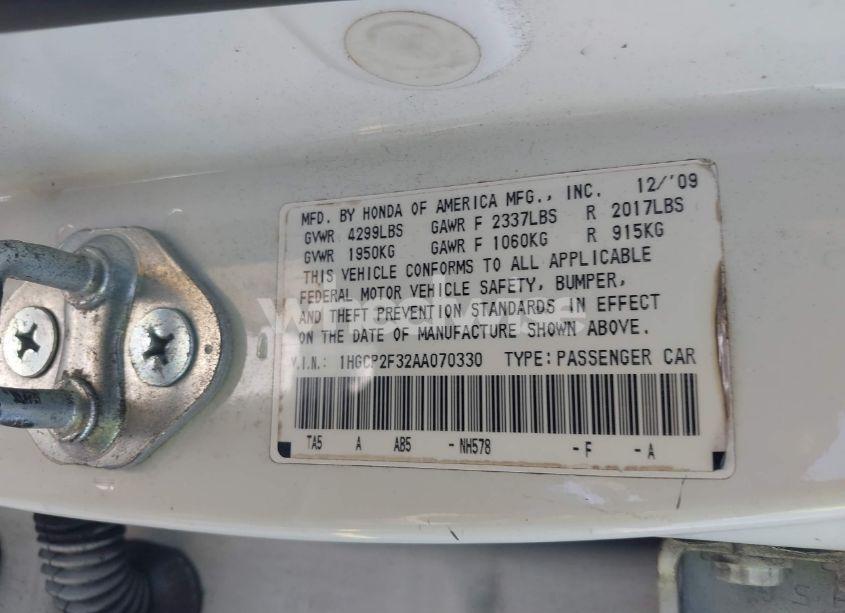 MFD. BY HONDA OF AMERICA MFG., INC. 12/'09
GVWR 4299LBS GAWR F 2337LBS R 2017LBS
GVWR 1950KG GAWR F 1060KG R 915KG
THIS VEHICLE CONFORMS TO ALL APPLICABLE
FEDERAL MOTOR VEHICLE SAFETY, BUMPER,
AND THEFT PREVENTION STANDARDS IN EFFECT
ON THE DATE OF MANUFACTURE SHOWN ABOVE.
V.I.N.: 1HGCP2F32AA070330 TYPE: PASSENGER CAR
TA5 A AB5 - NH578 - F - A